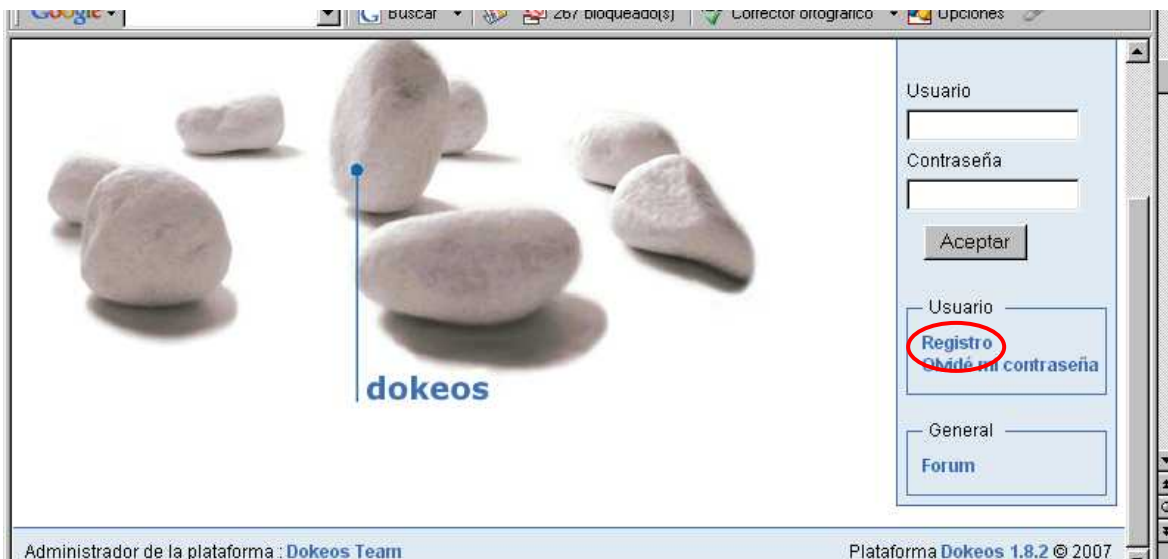 Google
Buscar
267 bloqueado(s)
Corrector ortográfico
Opciones
Usuario
Contraseña
Aceptar
Usuario
Registro
Olvidé mi contraseña
General
Forum
dokeos
Administrador de la plataforma : Dokeos Team
Plataforma Dokeos 1.8.2 © 2007